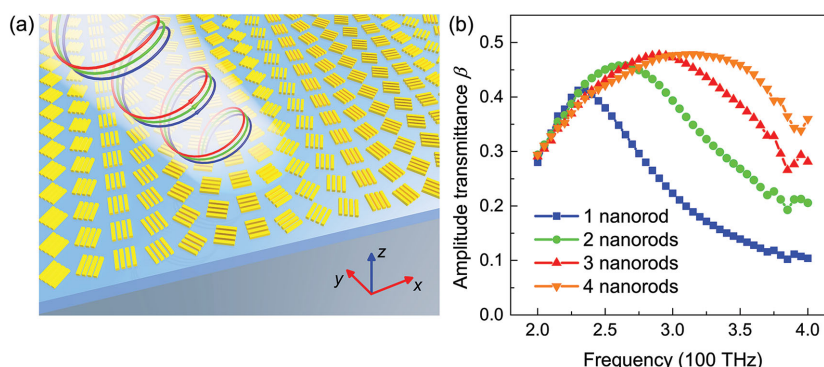 (a)
z
y
x
(b)
Amplitude transmittance β
0.5
0.4
0.3
0.2
0.1
0.0
1 nanorod
2 nanorods
3 nanorods
4 nanorods
2.0 2.5 3.0 3.5 4.0
Frequency (100 THz)